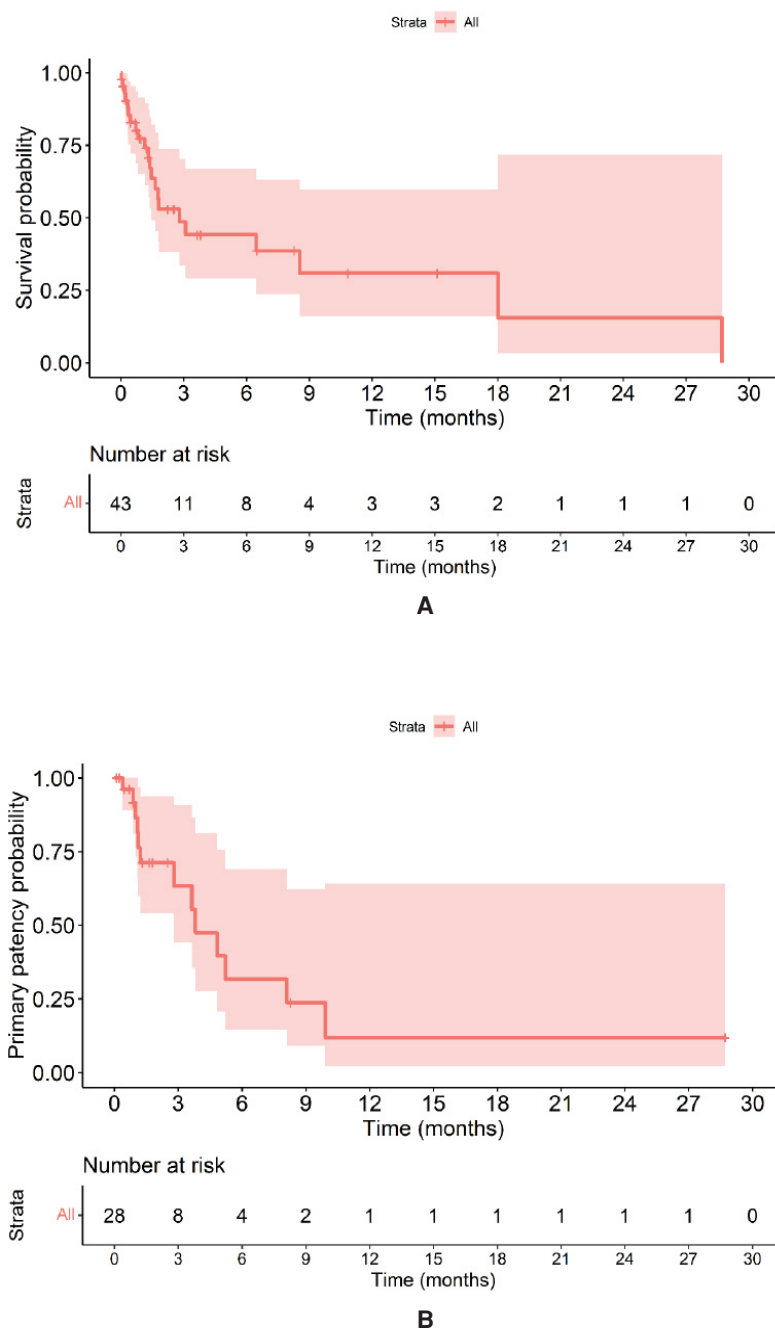 Strata All
Survival probability
1.00
0.75
0.50
0.25
0.00
0 3 6 9 12 15 18 21 24 27 30
Time (months)
Number at risk
Strata
All 43 11 8 4 3 3 2 1 1 1 0
0 3 6 9 12 15 18 21 24 27 30
Time (months)
A
Strata All
Primary patency probability
1.00
0.75
0.50
0.25
0.00
0 3 6 9 12 15 18 21 24 27 30
Time (months)
Number at risk
Strata
All 28 8 4 2 1 1 1 1 1 1 0
0 3 6 9 12 15 18 21 24 27 30
Time (months)
B